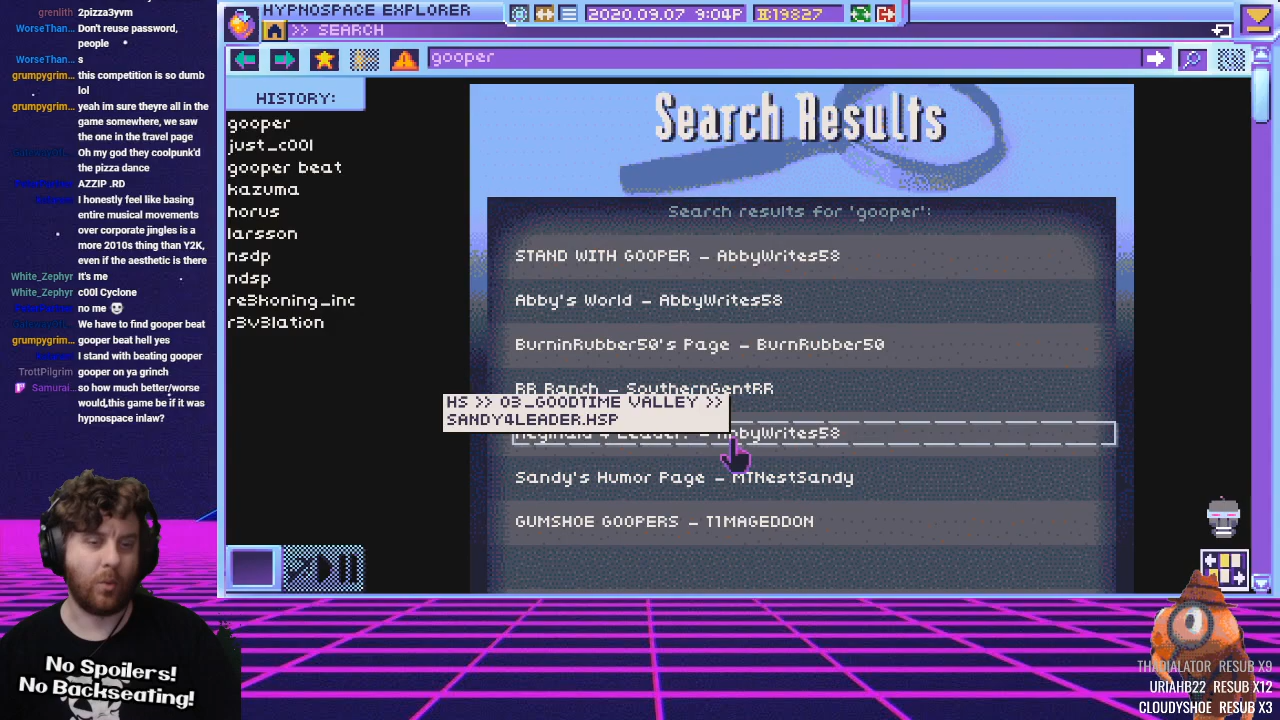 grenlith 2pizza3yvm
WorseThan... Don't reuse password,
people
WorseThan... s
grumpygrim... this competition is so dumb
lol
grumpygrim... yeah im sure theyre all in the
game somewhere, we saw
the one in the travel page
Oh my god they coolpunk'd
the pizza dance
AZZIP .RD
I honestly feel like basing
entire musical movements
over corporate jingles is a
more 2010s thing than Y2K,
even if the aesthetic is there
White_Zephyr It's me
White_Zephyr c00l Cyclone
no me
We have to find gooper beat
grumpygrim... gooper beat hell yes
I stand with beating gooper
TrottPilgrim gooper on ya grinch
Samurai... so how much better/worse
would,this game be if it was
hypnospace inlaw?
HYPNOSPACE EXPLORER
2020.09.07 9:04P
19827
>> SEARCH
gooper
HISTORY:
gooper
just_c00l
gooper beat
kazuma
horus
larsson
nsdp
ndsp
re3koning_inc
r3v3lation
Search Results
Search results for 'gooper':
STAND WITH GOOPER - AbbyWrites58
Abby's World - AbbyWrites58
BurninRubber50's Page - BurnRubber50
RR Ranch - SouthernGentRR
HS >> 03_GOODTIME VALLEY >>
SANDY4LEADER.HSP
Reginald 4 Leader! - AbbyWrites58
Sandy's Humor Page - MTNestSandy
GUMSHOE GOOPERS - T1MAGEDDON
No Spoilers!
No Backseating!
THADIALATOR RESUB X9
URIAHB22 RESUB X12
CLOUDYSHOE RESUB X3